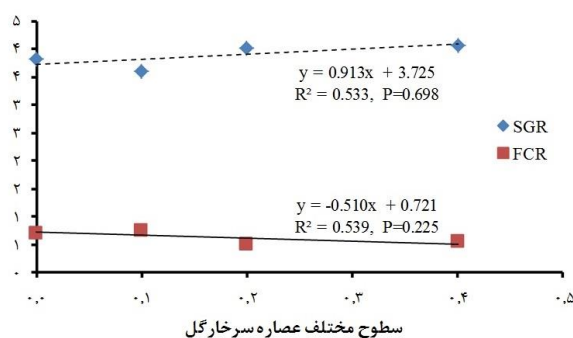 ۵
۴
۴
۳
۳
۲
۲
۱
۱
۰
y = 0.913x + 3.725
R² = 0.533, P=0.698
SGR
FCR
y = -0.510x + 0.721
R² = 0.539, P=0.225
۰,۰ ۰,۱ ۰,۲ ۰,۳ ۰,۴ ۰,۵
سطوح مختلف عصاره سرخارگل